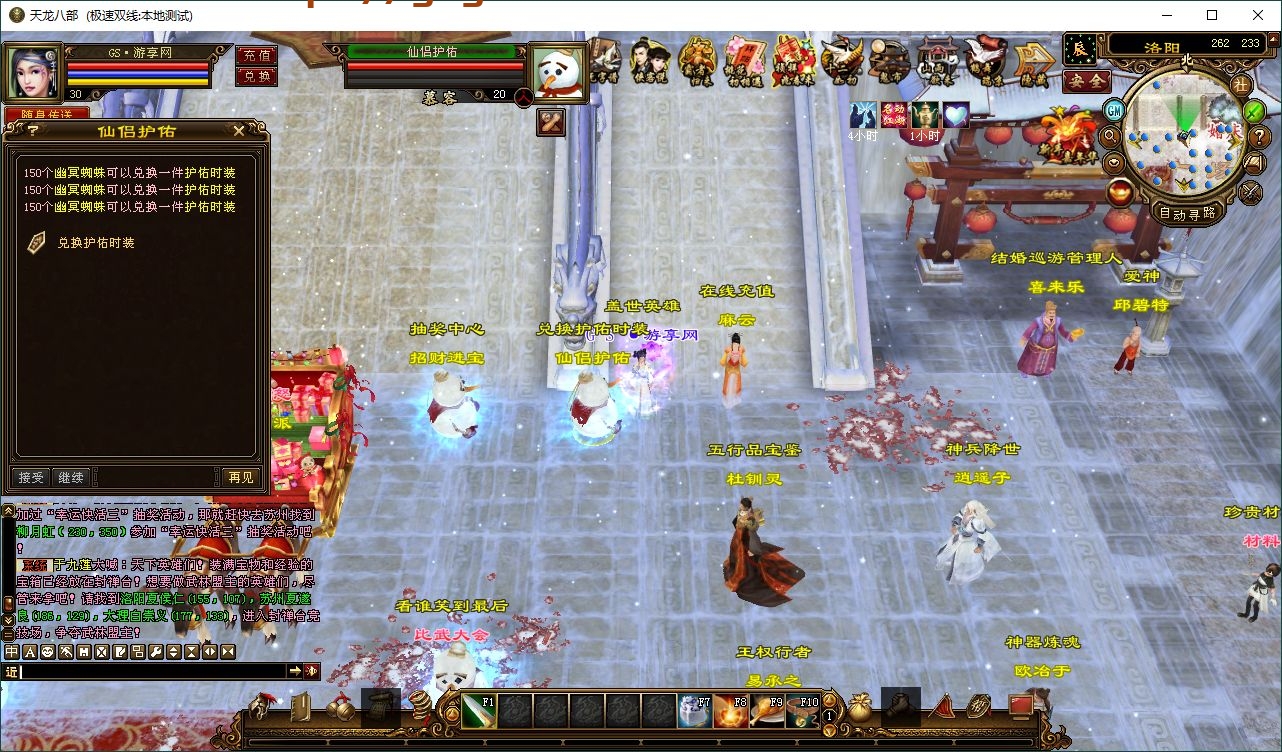 天龙八部 (极速双线:本地测试)
GS·游享网
30
充值
兑换
仙侣护佑
慕容
20
辰
洛阳
262 233
安全
北
社
GM
自动寻路
4小时
1小时
随身传送
? 仙侣护佑
150个幽冥蜘蛛可以兑换一件护佑时装
150个幽冥蜘蛛可以兑换一件护佑时装
150个幽冥蜘蛛可以兑换一件护佑时装
兑换护佑时装
接受
继续
再见
结婚巡游管理人
喜来乐
爱神
邱碧特
在线充值
麻云
盖世英雄
抽奖中心
招财进宝
兑换护佑时装
仙侣护佑
五行品宝鉴
杜钏灵
神兵降世
逍遥子
珍贵材
材料
派
加过“幸运快活三”抽奖活动，那就赶快去苏州找到
柳月虹(230，350)参加“幸运快活三”抽奖活动吧
！
于九莲大喊：天下英雄们！装满宝物和经验的
宝箱已经放在封禅台！想要做武林盟主的英雄们，尽
管来拿吧！请找到洛阳夏侯仁(155，107)，苏州夏遂
良(186，129)，大理白崇义(177，133)，进入封禅台竞
技场，争夺武林盟主！
看谁笑到最后
比武大会
王权行者
易承之
神器炼魂
欧冶于
近
F1
F7
F8
F9
F10
1